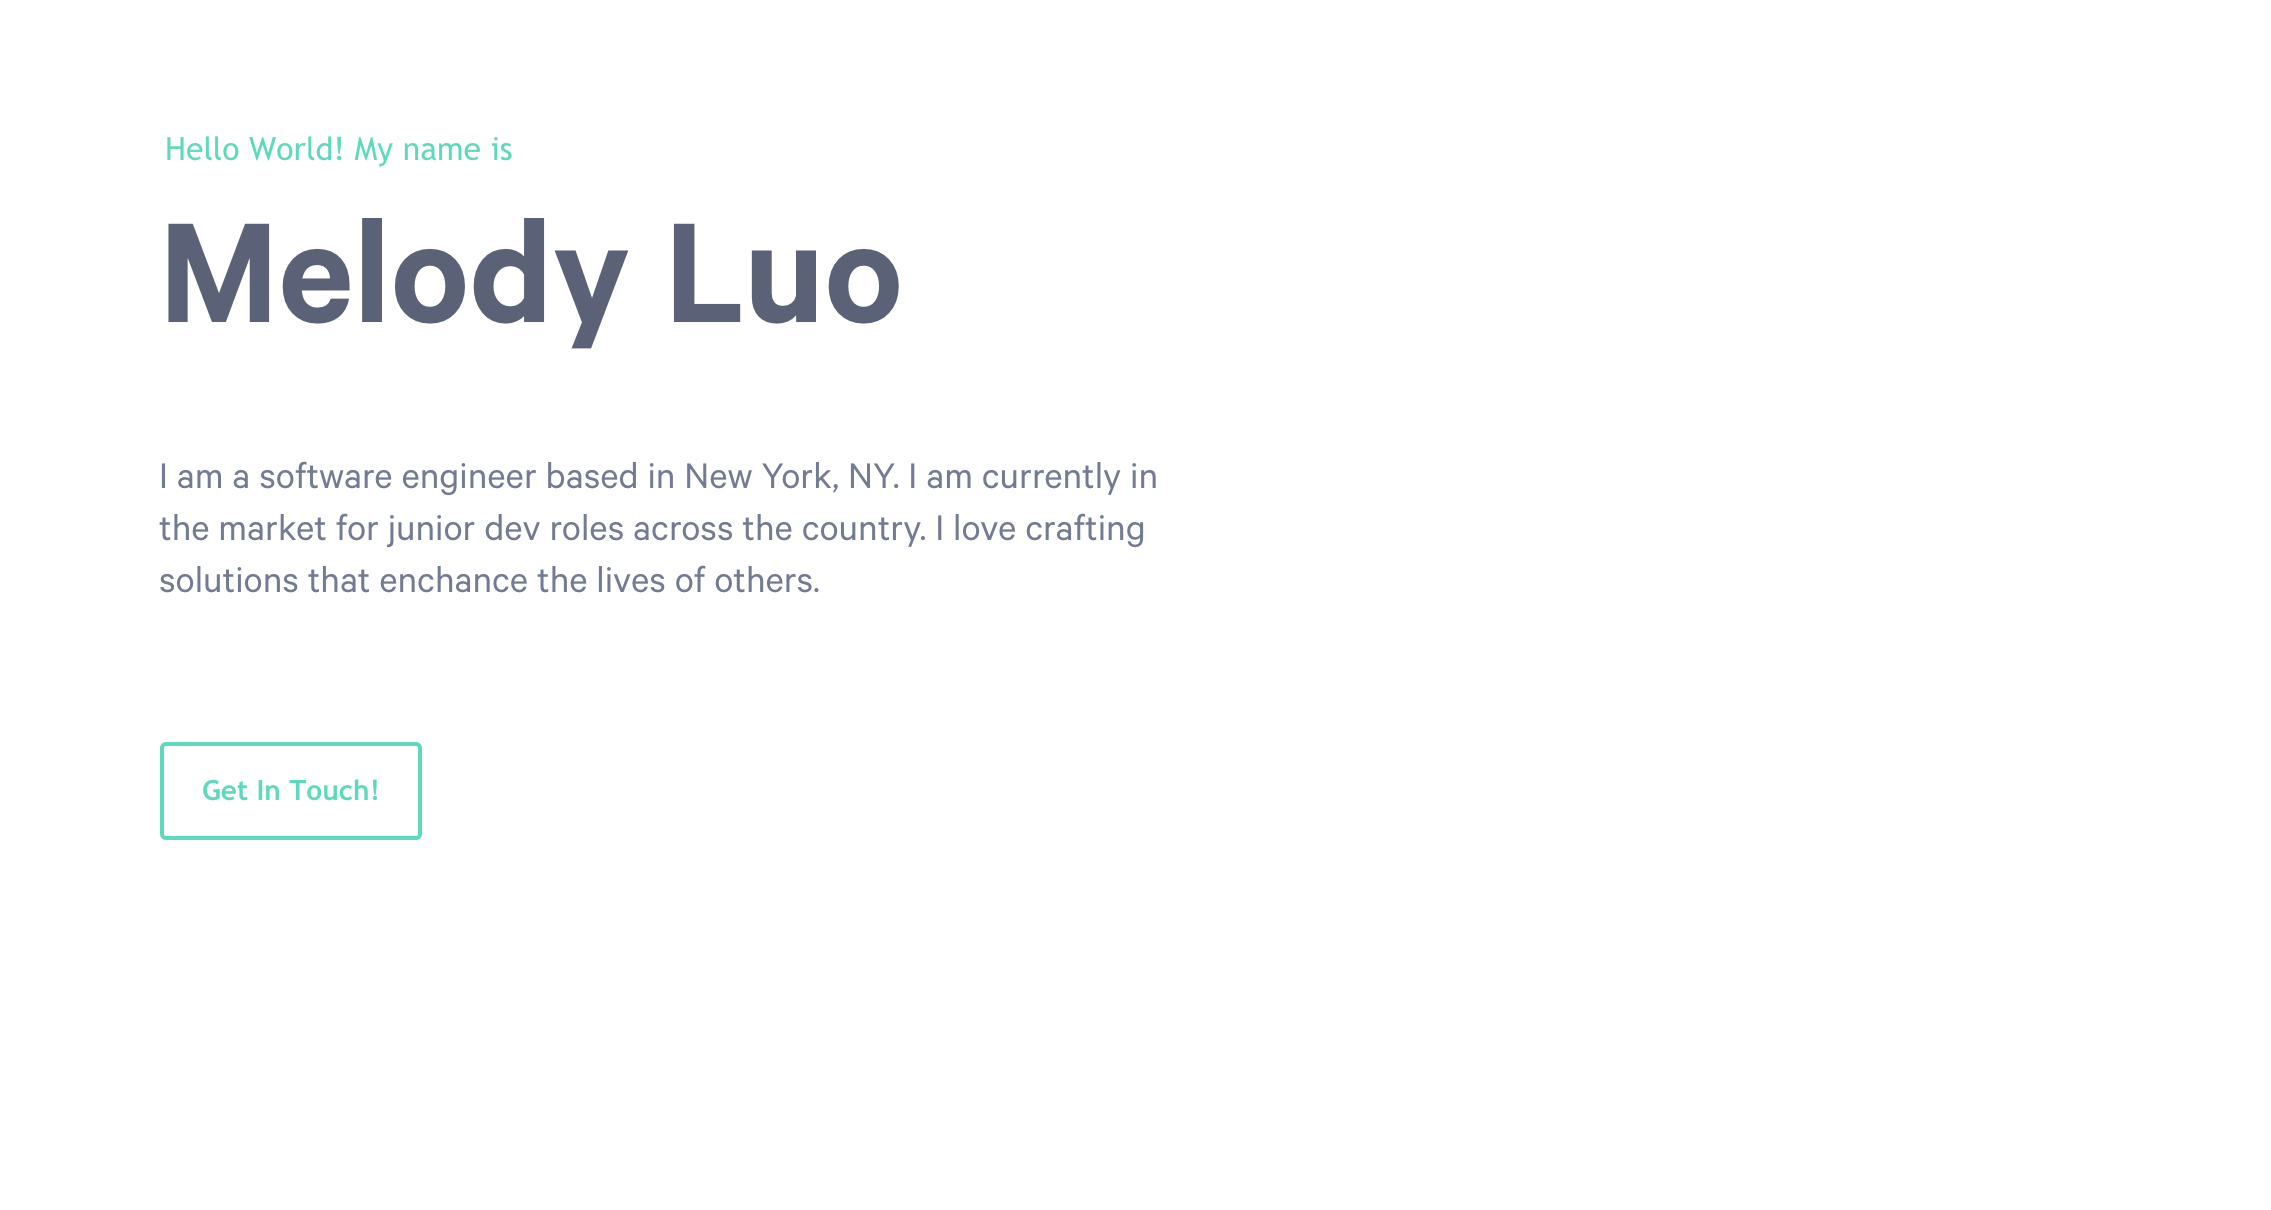 Hello World! My name is
Melody Luo
I am a software engineer based in New York, NY. I am currently in
the market for junior dev roles across the country. I love crafting
solutions that enchance the lives of others.
Get In Touch!